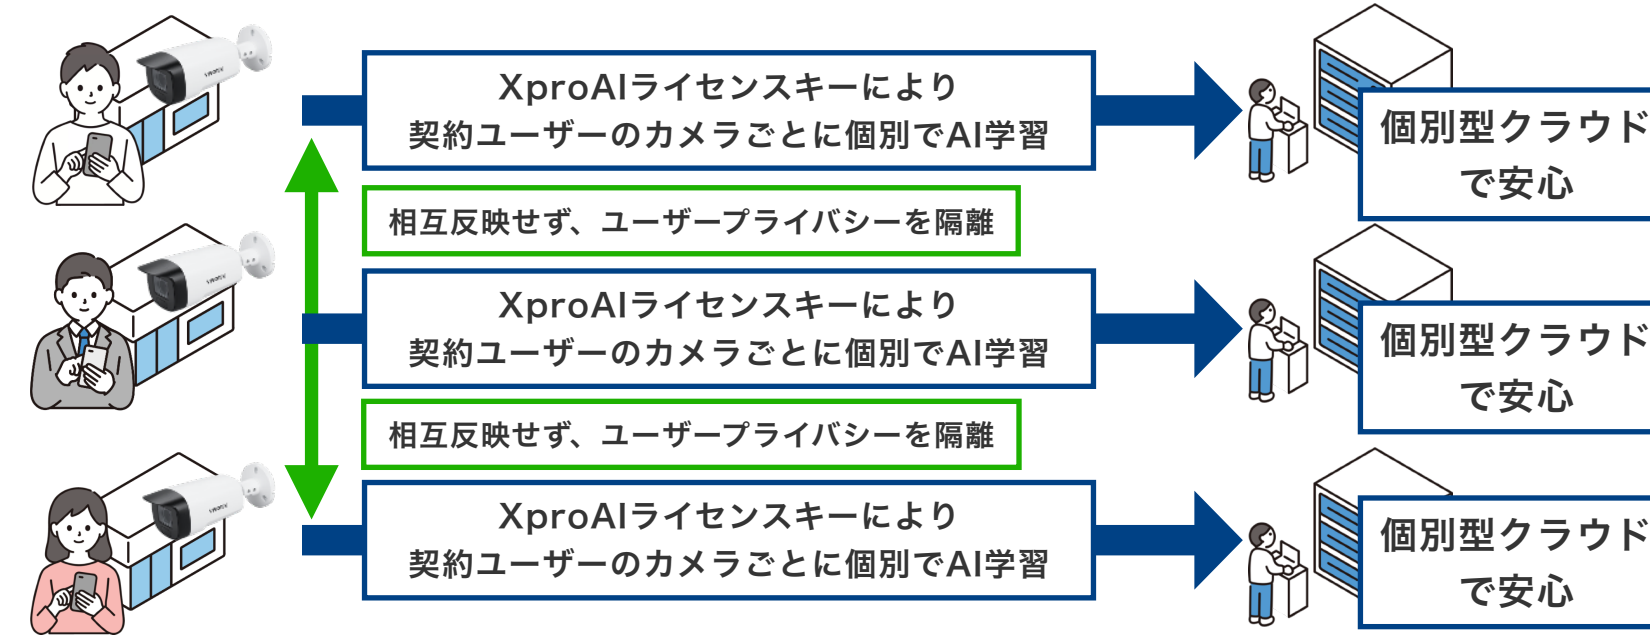 XproAIライセンスキーにより
契約ユーザーのカメラごとに個別でAI学習
個別型クラウド
で安心
相互反映せず、ユーザープライバシーを隔離
XproAIライセンスキーにより
契約ユーザーのカメラごとに個別でAI学習
個別型クラウド
で安心
相互反映せず、ユーザープライバシーを隔離
XproAIライセンスキーにより
契約ユーザーのカメラごとに個別でAI学習
個別型クラウド
で安心